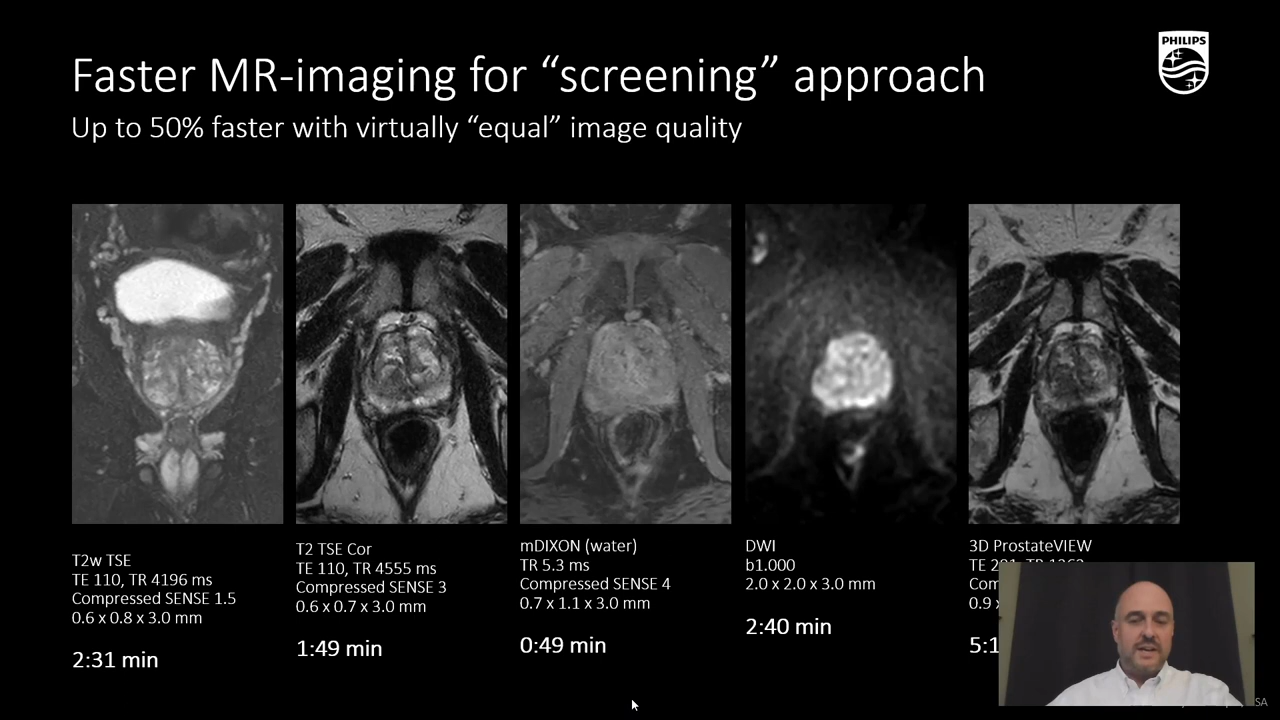 Faster MR-imaging for “screening” approach
PHILIPS
Up to 50% faster with virtually “equal” image quality
T2w TSE
TE 110, TR 4196 ms
Compressed SENSE 1.5
0.6 x 0.8 x 3.0 mm
2:31 min
T2 TSE Cor
TE 110, TR 4555 ms
Compressed SENSE 3
0.6 x 0.7 x 3.0 mm
1:49 min
mDIXON (water)
TR 5.3 ms
Compressed SENSE 4
0.7 x 1.1 x 3.0 mm
0:49 min
DWI
b1.000
2.0 x 2.0 x 3.0 mm
2:40 min
3D ProstateVIEW
TE
0.9
SA